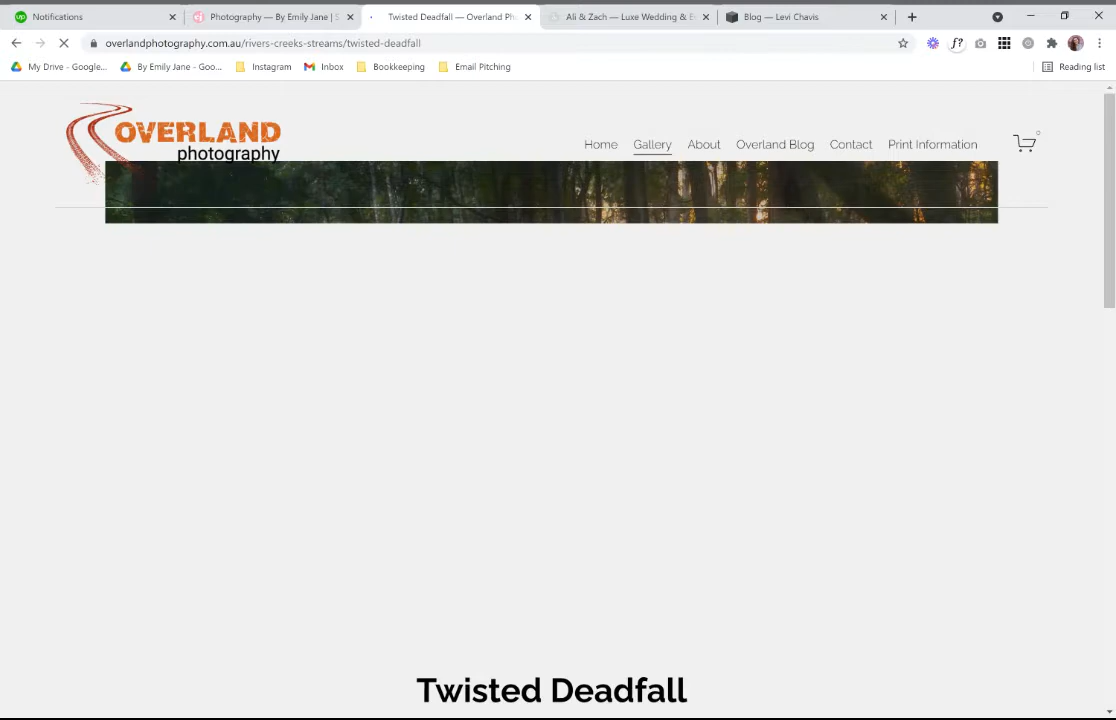 Notifications
Photography — By Emily Jane | S
Twisted Deadfall — Overland Ph
Ali & Zach — Luxe Wedding & E
Blog — Levi Chavis
overlandphotography.com.au/rivers-creeks-streams/twisted-deadfall
My Drive - Google...
By Emily Jane - Goo...
Instagram
Inbox
Bookkeeping
Email Pitching
Reading list
OVERLAND
photography
Home
Gallery
About
Overland Blog
Contact
Print Information
0
Twisted Deadfall